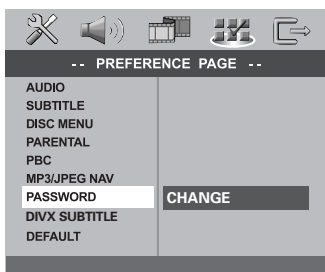 -- PREFERENCE PAGE --
AUDIO
SUBTITLE
DISC MENU
PARENTAL
PBC
MP3/JPEG NAV
PASSWORD CHANGE
DIVX SUBTITLE
DEFAULT